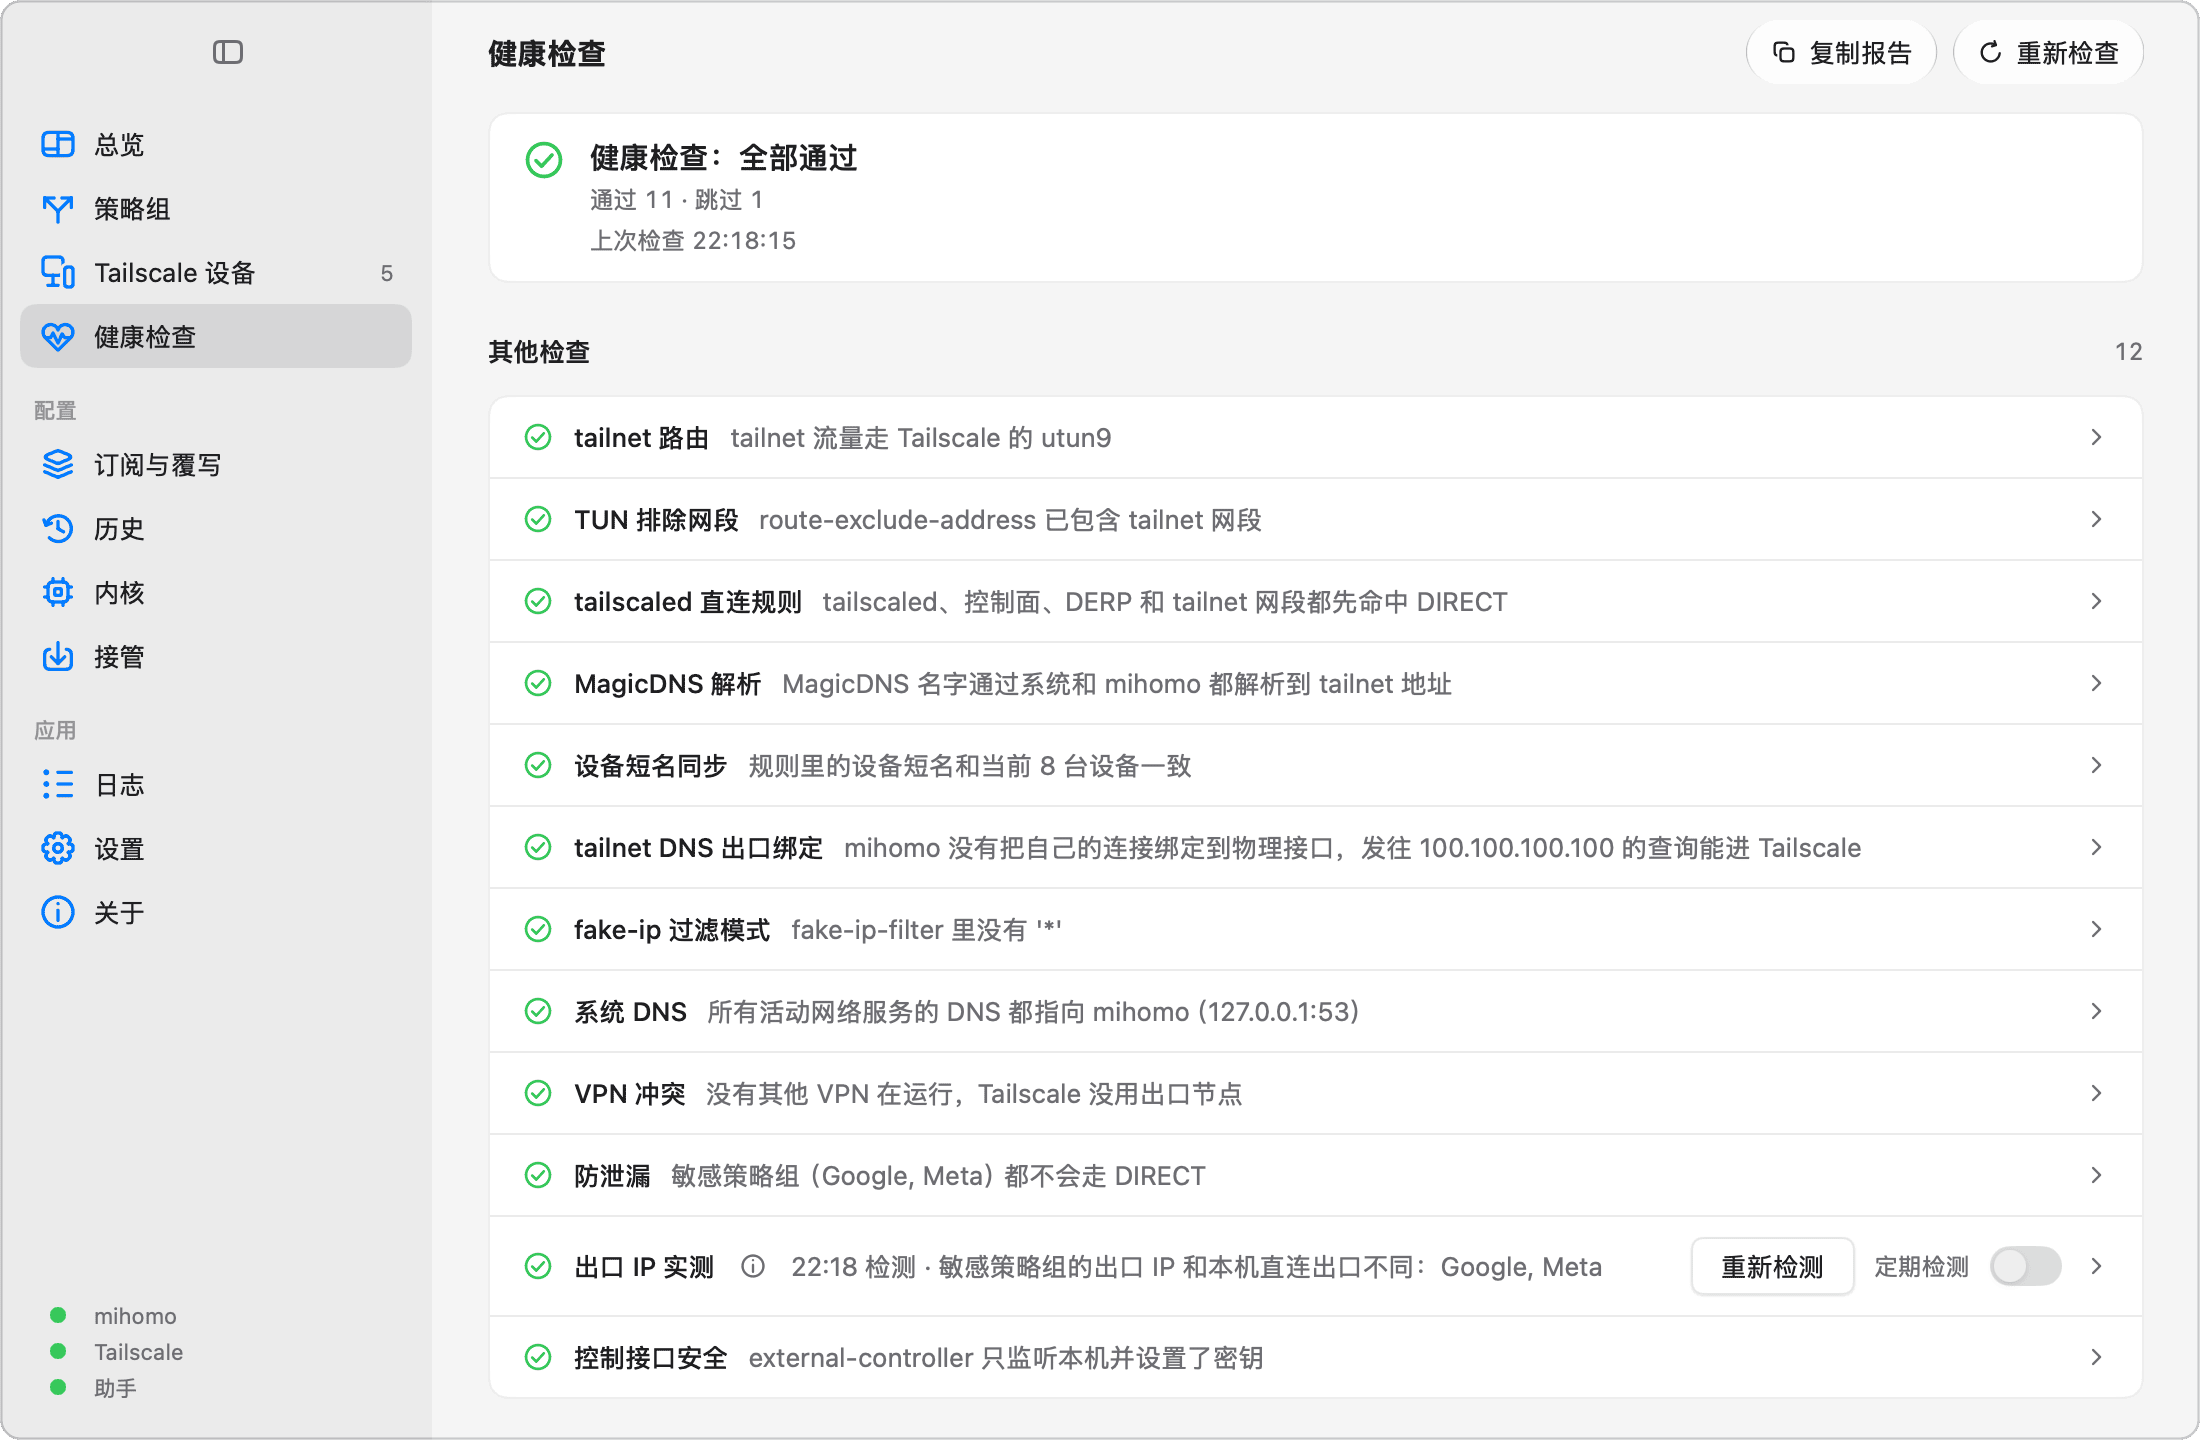 总览
策略组
Tailscale 设备 5
健康检查
配置
订阅与覆写
历史
内核
接管
应用
日志
设置
关于
mihomo
Tailscale
助手
健康检查 复制报告 重新检查
健康检查：全部通过
通过 11 · 跳过 1
上次检查 22:18:15
其他检查 12
tailnet 路由 tailnet 流量走 Tailscale 的 utun9
TUN 排除网段 route-exclude-address 已包含 tailnet 网段
tailscaled 直连规则 tailscaled、控制面、DERP 和 tailnet 网段都先命中 DIRECT
MagicDNS 解析 MagicDNS 名字通过系统和 mihomo 都解析到 tailnet 地址
设备短名同步 规则里的设备短名和当前 8 台设备一致
tailnet DNS 出口绑定 mihomo 没有把自己的连接绑定到物理接口，发往 100.100.100.100 的查询能进 Tailscale
fake-ip 过滤模式 fake-ip-filter 里没有 '*'
系统 DNS 所有活动网络服务的 DNS 都指向 mihomo (127.0.0.1:53)
VPN 冲突 没有其他 VPN 在运行，Tailscale 没用出口节点
防泄漏 敏感策略组（Google, Meta）都不会走 DIRECT
出口 IP 实测 22:18 检测 · 敏感策略组的出口 IP 和本机直连出口不同：Google, Meta 重新检测 定期检测
控制接口安全 external-controller 只监听本机并设置了密钥